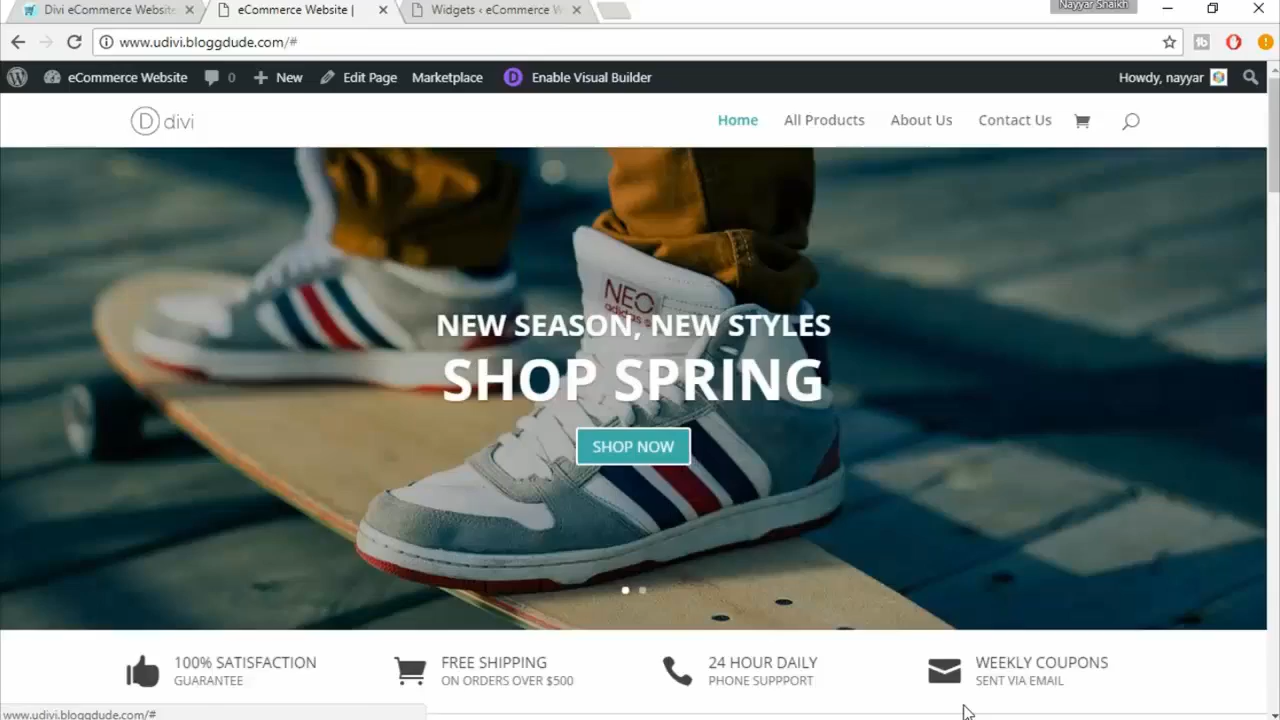 Nayyar Shaikh
Divi eCommerce Website
eCommerce Website |
Widgets ‹ eCommerce W
www.udivi.bloggdude.com/#
eCommerce Website
0
New
Edit Page
Marketplace
D
Enable Visual Builder
Howdy, nayyar
D divi
Home
All Products
About Us
Contact Us
NEO
adidas
NEW SEASON, NEW STYLES
SHOP SPRING
SHOP NOW
100% SATISFACTION
GUARANTEE
FREE SHIPPING
ON ORDERS OVER $500
24 HOUR DAILY
PHONE SUPPPORT
WEEKLY COUPONS
SENT VIA EMAIL
www.udivi.bloggdude.com/#